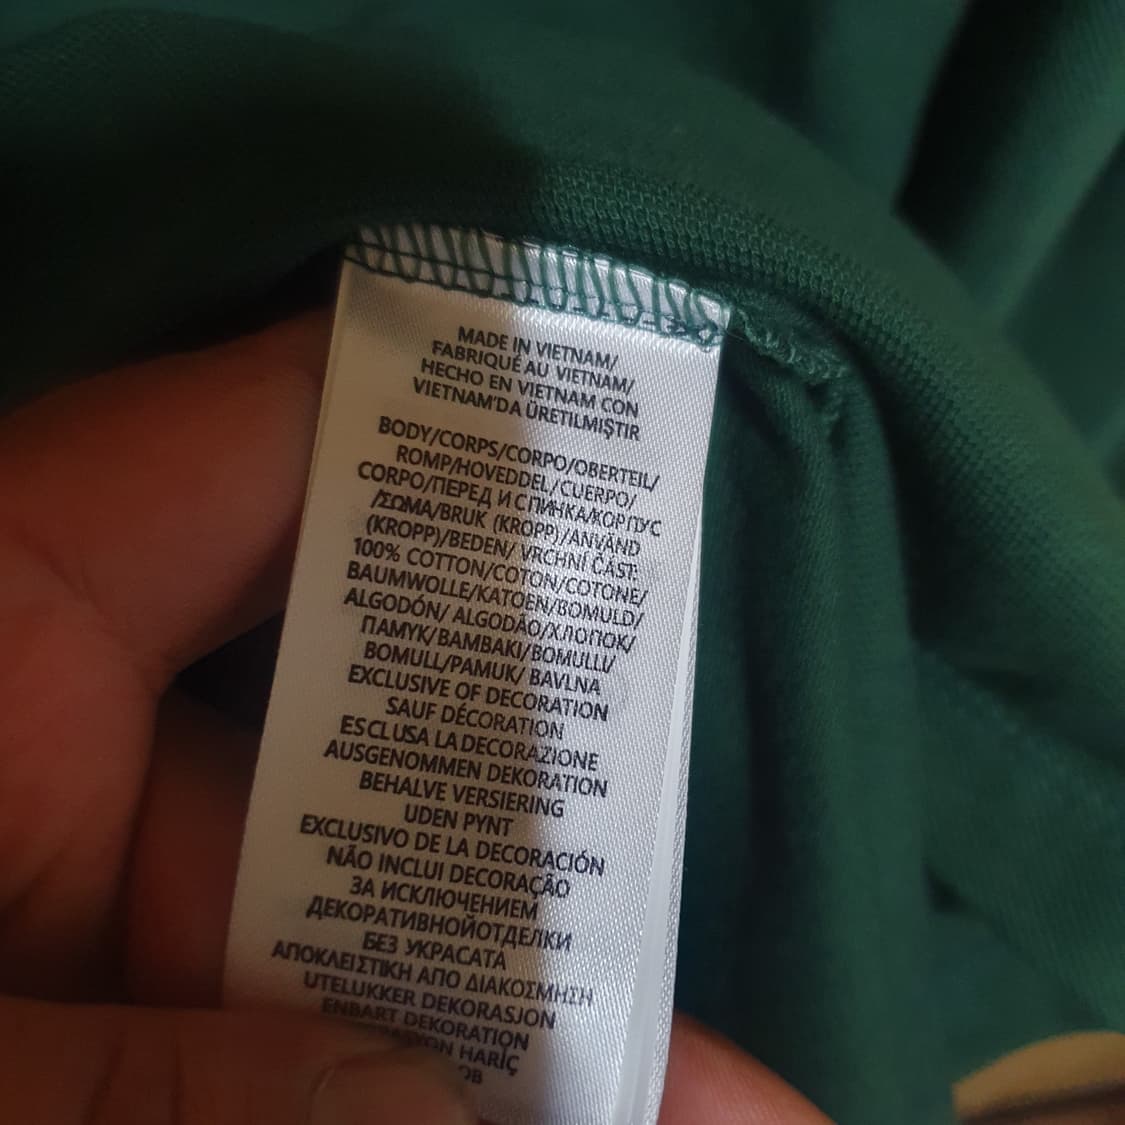 MADE IN VIETNAM/
FABRIQUÉ AU VIETNAM/
HECHO EN VIETNAM CON
VIETNAM'DA ÜRETILMIŞTIR
BODY/CORPS/CORPO/OBERTEIL/
ROMP/HOVEDDEL/CUERPO/
CORPO/ПЕРЕД И СПИНКА/КОРПУС
/ΣΩΜΑ/BRUK (KROPP)/ANVÄND
(KROPP)/BEDEN/ VRCHNÍ ČÁST:
100% COTTON/COTON/COTONE/
BAUMWOLLE/KATOEN/BOMULD/
ALGODÓN/ ALGODÃO/ХЛОПОК/
ПАМУК/ΒΑΜΒΑΚΙ/BOMULL/
BOMULL/PAMUK/ BAVLNA
EXCLUSIVE OF DECORATION
SAUF DÉCORATION
ESCLUSA LA DECORAZIONE
AUSGENOMMEN DEKORATION
BEHALVE VERSIERING
UDEN PYNT
EXCLUSIVO DE LA DECORACIÓN
NÃO INCLUI DECORAÇÃO
ЗА ИСКЛЮЧЕНИЕМ
ДЕКОРАТИВНОЙОТДЕЛКИ
БЕЗ УКРАСАТА
ΑΠΟΚΛΕΙΣΤΙΚΗ ΑΠΟ ΔΙΑΚΟΣΜΗΣΗ
UTELUKKER DEKORASJON
ENBART DEKORATION
HARİÇ